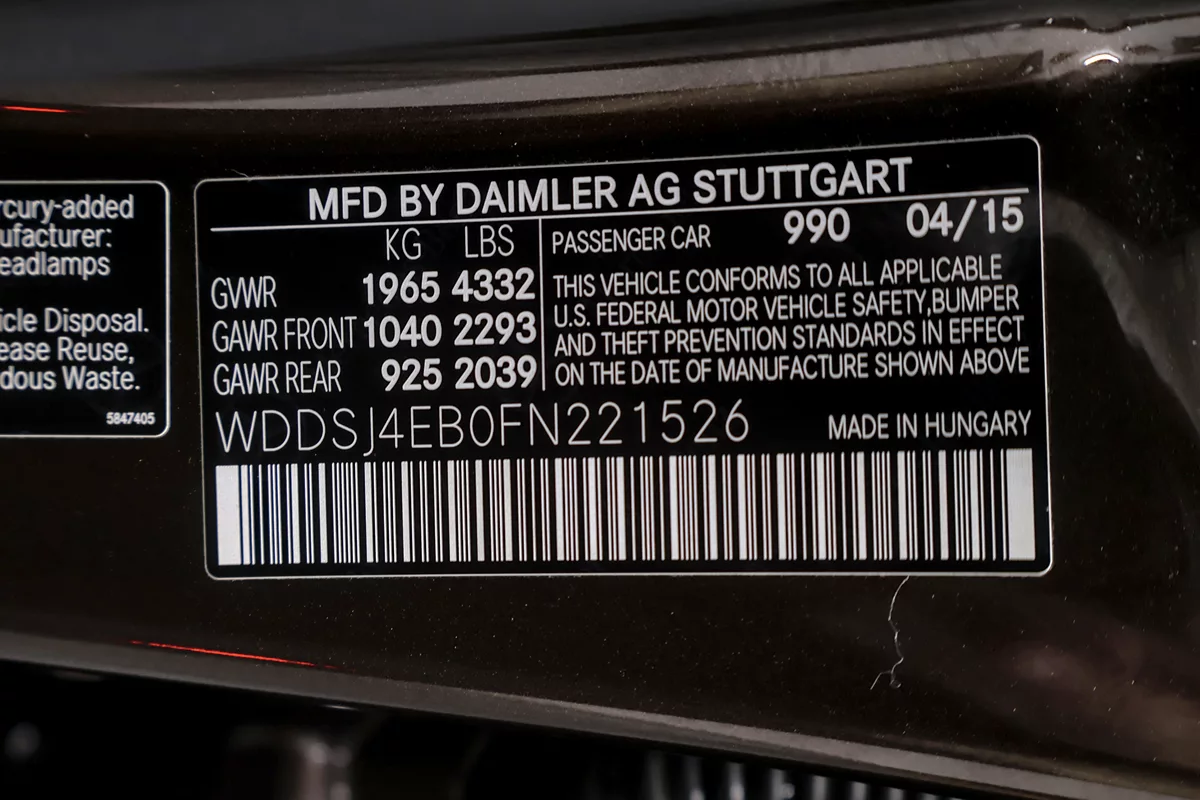 rcury-added
ufacturer:
eadlamps
icle Disposal.
ease Reuse,
dous Waste.
5847405
MFD BY DAIMLER AG STUTTGART
KG LBS
GVWR 1965 4332
GAWR FRONT 1040 2293
GAWR REAR 925 2039
PASSENGER CAR 990 04/15
THIS VEHICLE CONFORMS TO ALL APPLICABLE
U.S. FEDERAL MOTOR VEHICLE SAFETY,BUMPER
AND THEFT PREVENTION STANDARDS IN EFFECT
ON THE DATE OF MANUFACTURE SHOWN ABOVE
WDDSJ4EB0FN221526
MADE IN HUNGARY